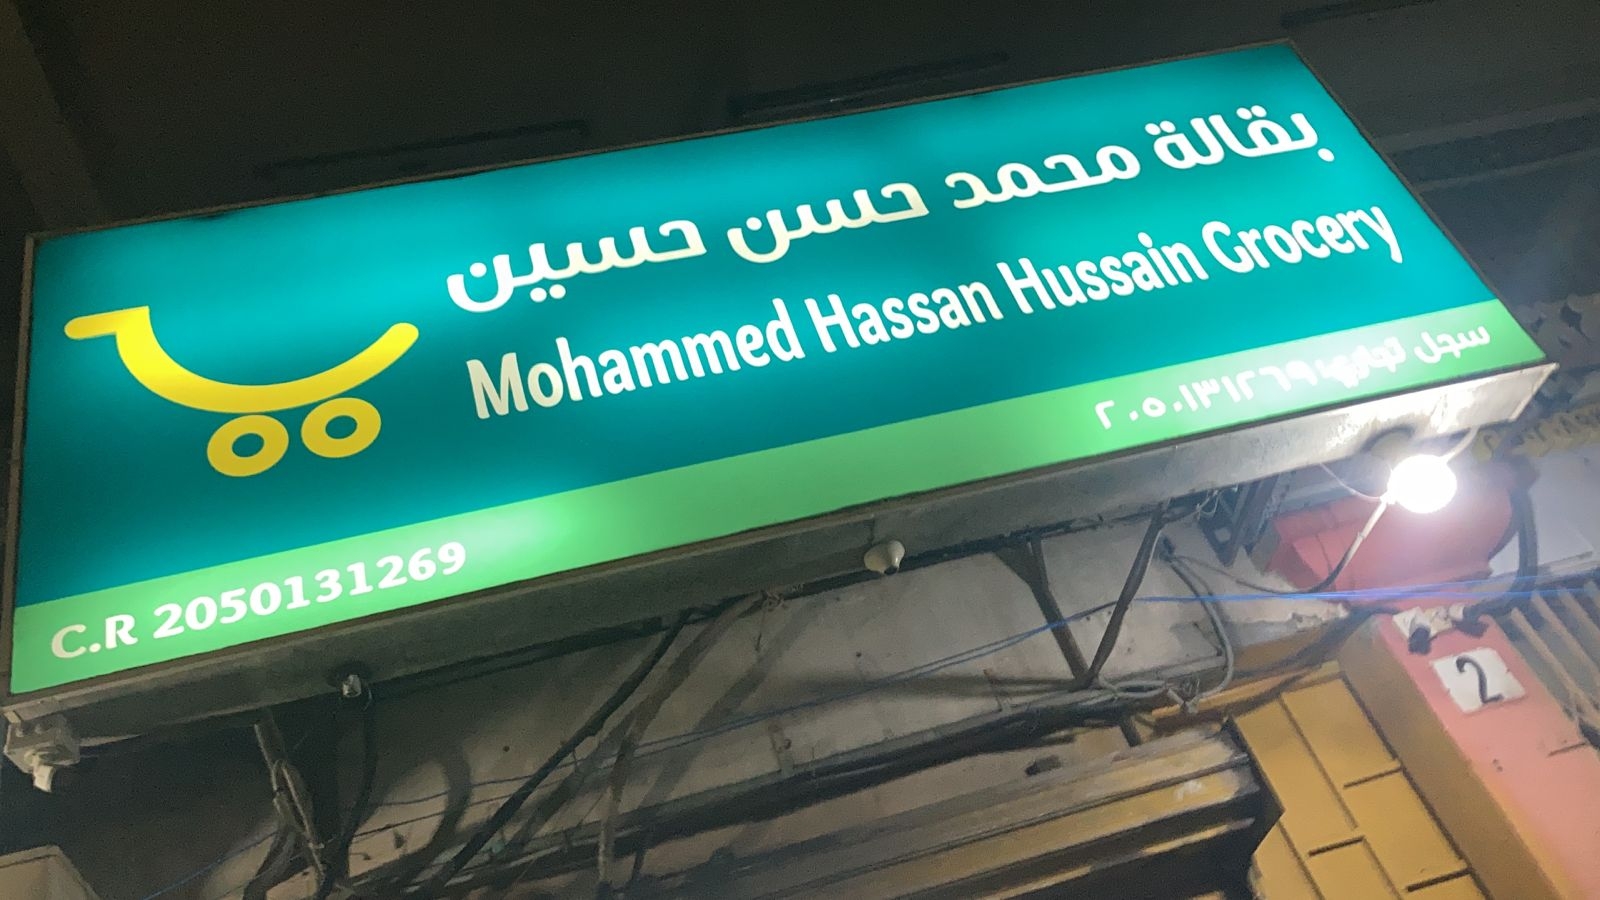 بقالة محمد حسن حسين
Mohammed Hassan Hussain Grocery
سجل تجاري: ٢٠٥٠١٣١٢٦٩
C.R 2050131269
2